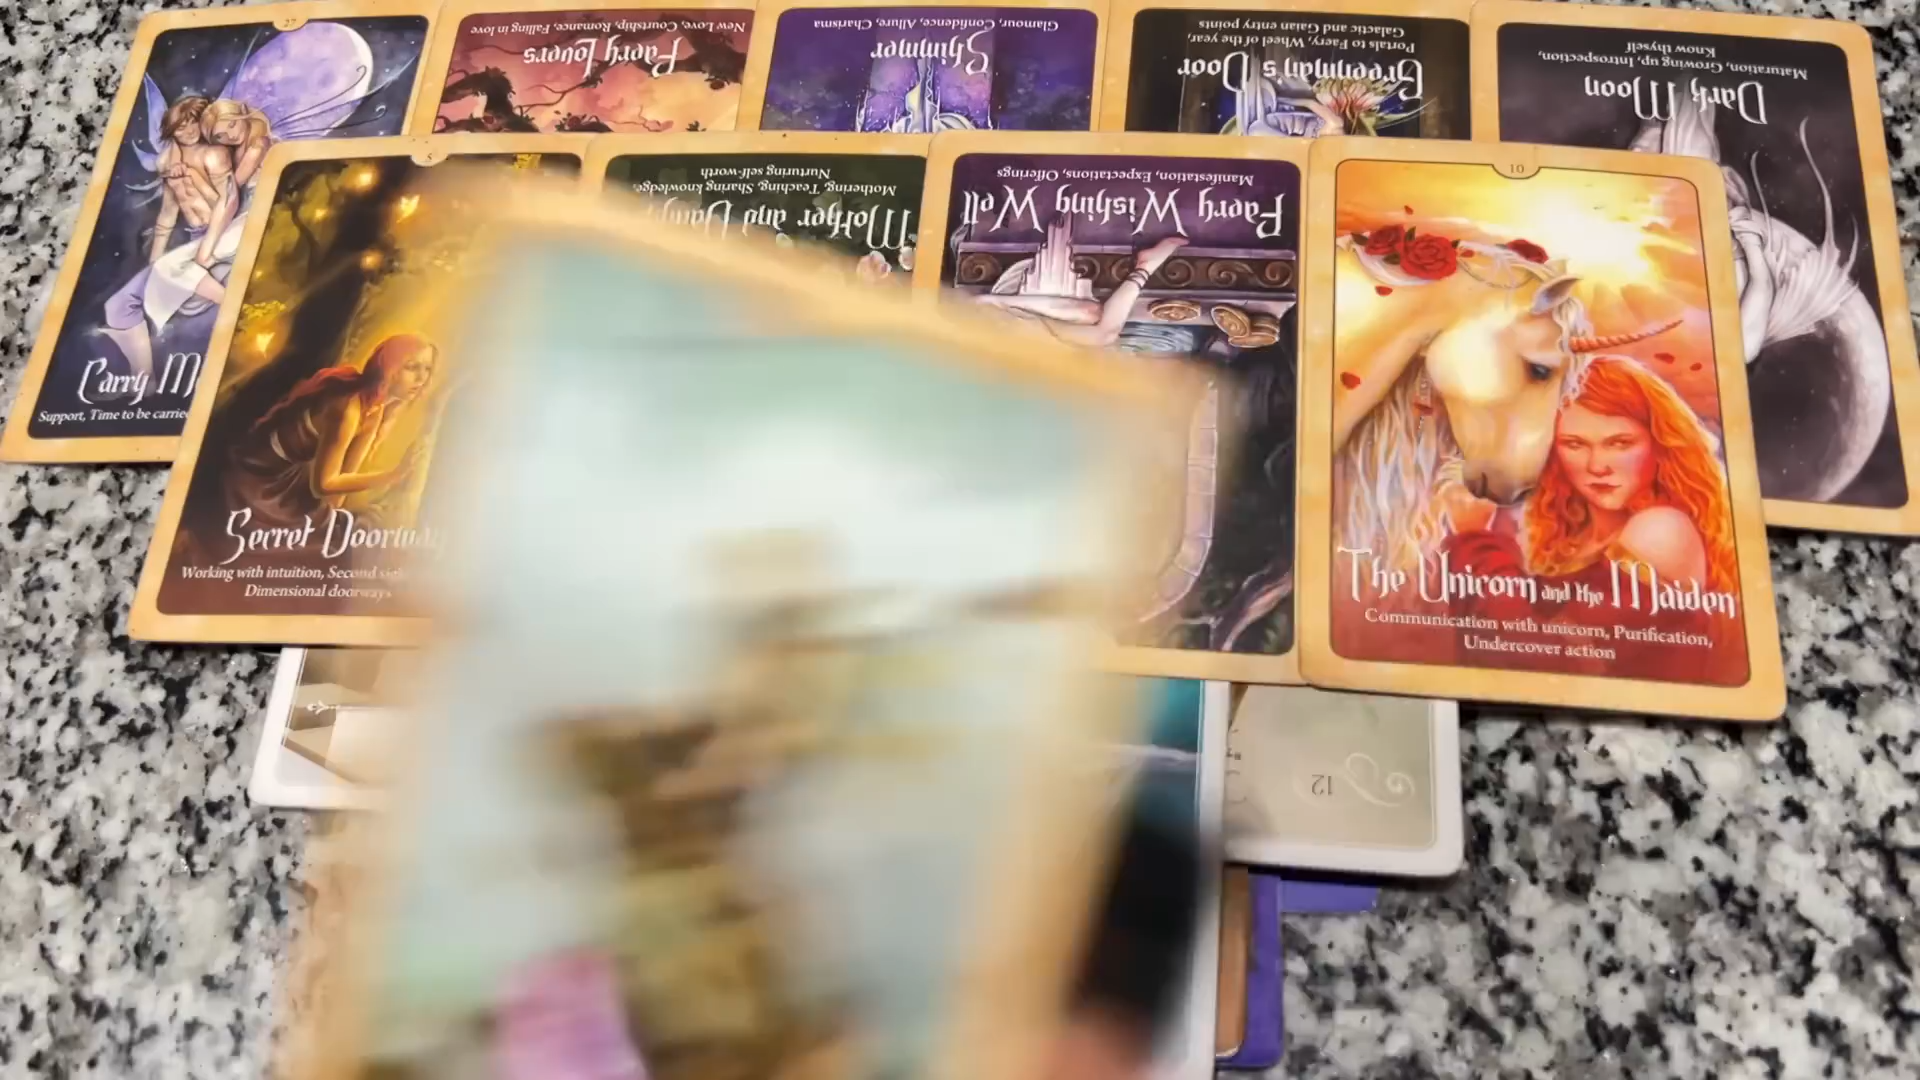 27
Carry M
Support, Time to be carrie
Faery Lovers
New Love, Courtship, Romance, Falling in love
Shimmer
Glamour, Confidence, Allure, Charisma
Greenman's Door
Portals to Faery, Wheel of the year,
Galactic and Gaian entry points
Dark Moon
Maturation, Growing up, Introspection,
Know thyself
5
Secret Doorway
Working with intuition, Second
Dimensional doorways
Mother and
Mothering, Teaching, Sharing knowledge,
Nurturing self-worth
Faery Wishing Well
Manifestation, Expectations, Offerings
10
The Unicorn and the Maiden
Communication with unicorn, Purification,
Undercover action
12